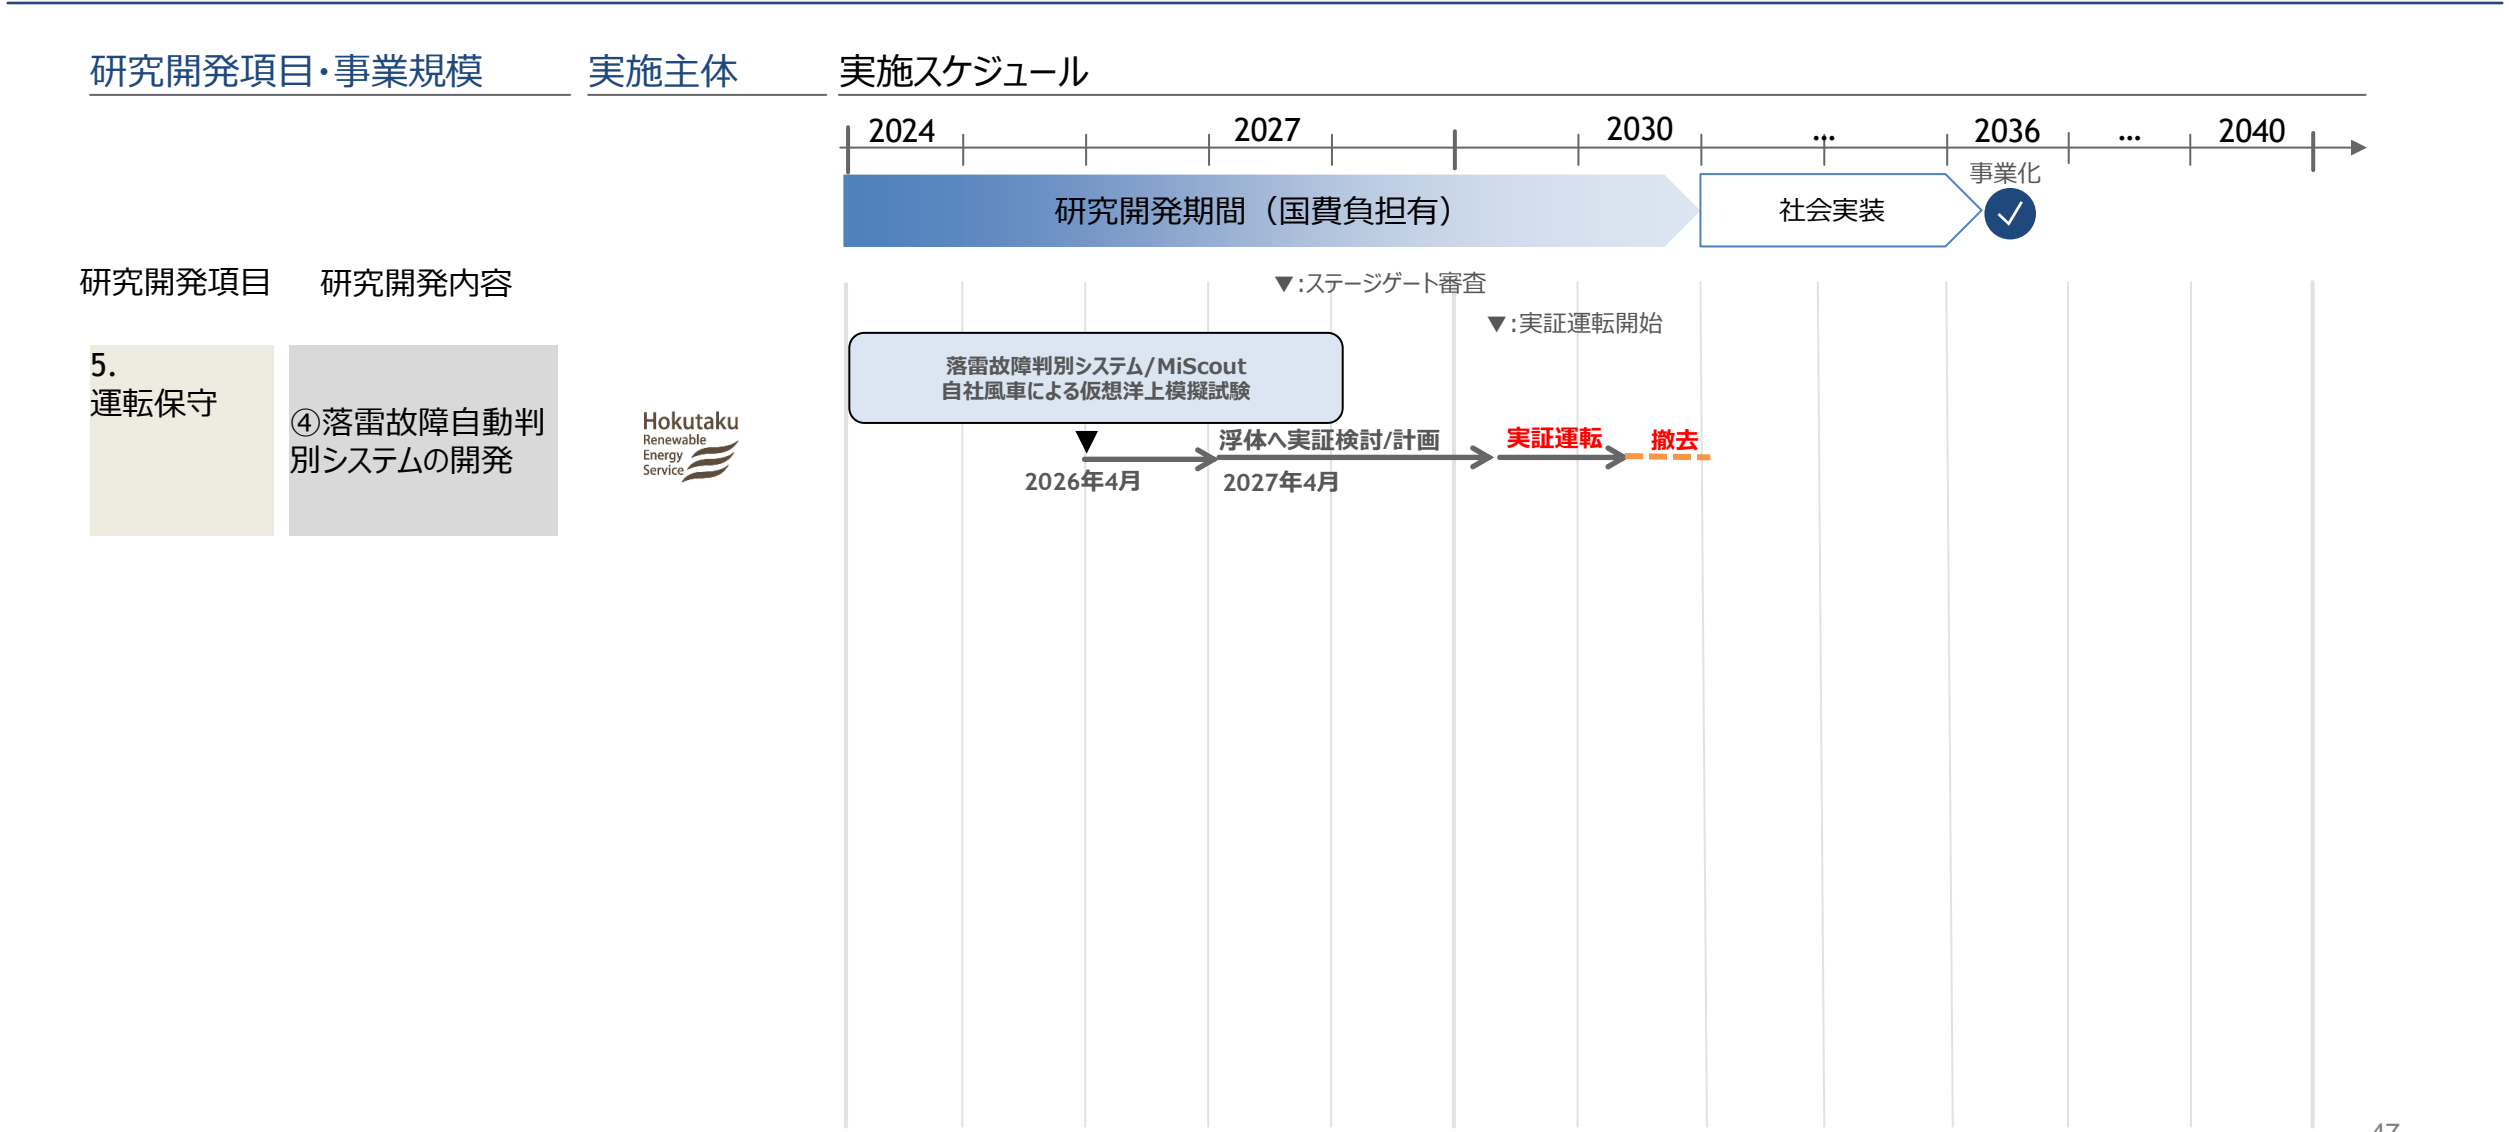 研究開発項目・事業規模
実施主体
実施スケジュール
2024
2027
2030
...
2036
...
2040
事業化
研究開発期間（国費負担有）
社会実装
研究開発項目
研究開発内容
▼：ステージゲート審査
▼：実証運転開始
5.
運転保守
④落雷故障自動判
別システムの開発
Hokutaku
Renewable
Energy
Service
落雷故障判別システム/MiScout
自社風車による仮想洋上模擬試験
浮体へ実証検討/計画
実証運転
撤去
2026年4月
2027年4月